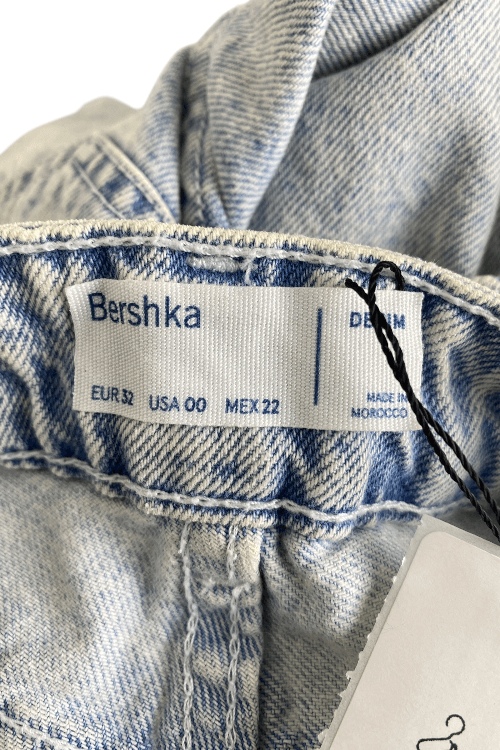 Bershka
DENIM
EUR 32 USA 00 MEX 22
MADE IN
MOROCCO